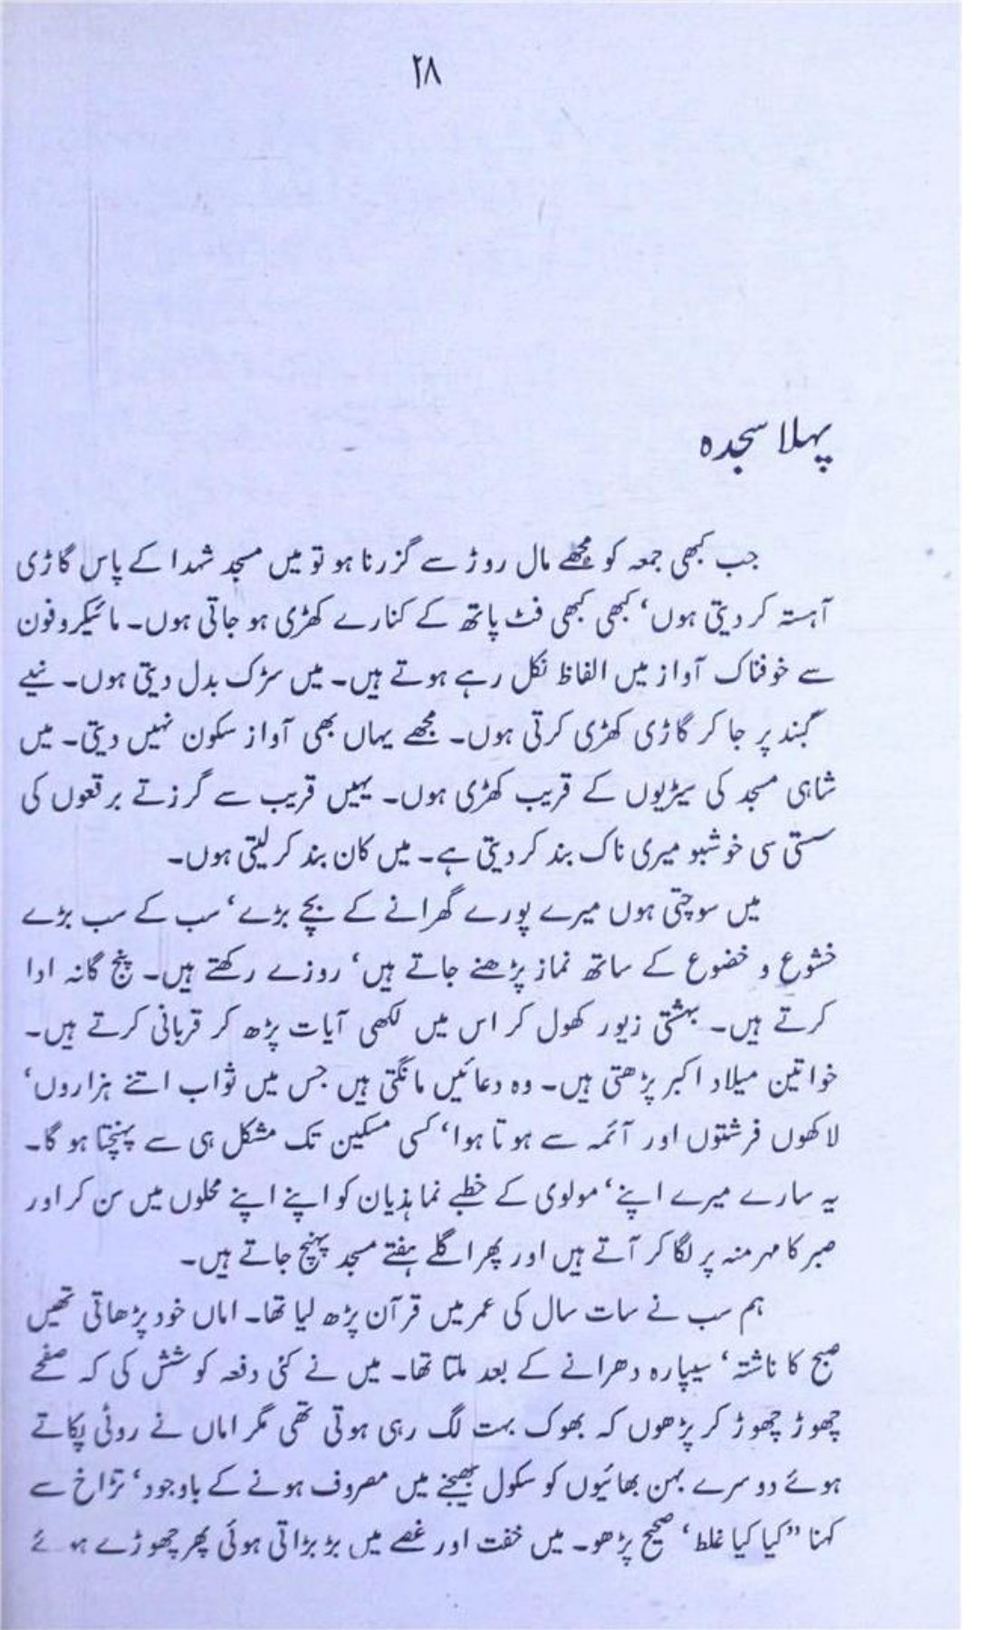 ۲۸
پہلا سجدہ
جب کبھی جمعہ کو مجھے مال روڑ سے گزرنا ہو تو میں مسجد شہدا کے پاس گاڑی
آہستہ کر دیتی ہوں، کبھی کبھی فٹ پاتھ کے کنارے کھڑی ہو جاتی ہوں۔ مائیکروفون
سے خوفناک آواز میں الفاظ نکل رہے ہوتے ہیں۔ میں سڑک بدل دیتی ہوں۔ نیے
گنبد پر جا کر گاڑی کھڑی کرتی ہوں۔ مجھے یہاں بھی آواز سکون نہیں دیتی۔ میں
شاہی مسجد کی سیڑیوں کے قریب کھڑی ہوں۔ یہیں قریب سے گرزتے برقعوں کی
سستی سی خوشبو میری ناک بند کر دیتی ہے۔ میں کان بند کر لیتی ہوں۔
میں سوچتی ہوں میرے پورے گھرانے کے بچے بڑے، سب کے سب بڑے
خشوع و خضوع کے ساتھ نماز پڑھنے جاتے ہیں، روزے رکھتے ہیں۔ پنج گانہ ادا
کرتے ہیں۔ بہشتی زیور کھول کر اس میں لکھی آیات پڑھ کر قربانی کرتے ہیں۔
خواتین میلاد اکبر پڑھتی ہیں۔ وہ دعائیں مانگتی ہیں جس میں ثواب اتنے ہزاروں،
لاکھوں فرشتوں اور آئمہ سے ہوتا ہوا، کسی مسکین تک مشکل ہی سے پہنچتا ہو گا۔
یہ سارے میرے اپنے، مولوی کے خطبے نما ہذیان کو اپنے اپنے محلوں میں سن کر اور
صبر کا مہر منہ پر لگا کر آتے ہیں اور پھر اگلے ہفتے مسجد پہنچ جاتے ہیں۔
ہم سب نے سات سال کی عمر میں قرآن پڑھ لیا تھا۔ اماں خود پڑھاتی تھیں
صبح کا ناشتہ، سیپارہ دھرانے کے بعد ملتا تھا۔ میں نے کئی دفعہ کوشش کی کہ صفحے
چھوڑ چھوڑ کر پڑھوں کہ بھوک بہت لگ رہی ہوتی تھی مگر اماں نے روٹی پکاتے
ہوئے دوسرے بہن بھائیوں کو سکول بھیجنے میں مصروف ہونے کے باوجود، تڑاخ سے
کہنا "کیا کیا غلط، صحیح پڑھو۔ میں خفت اور غصے میں بڑبڑاتی ہوئی پھر چھوڑے ہوئے